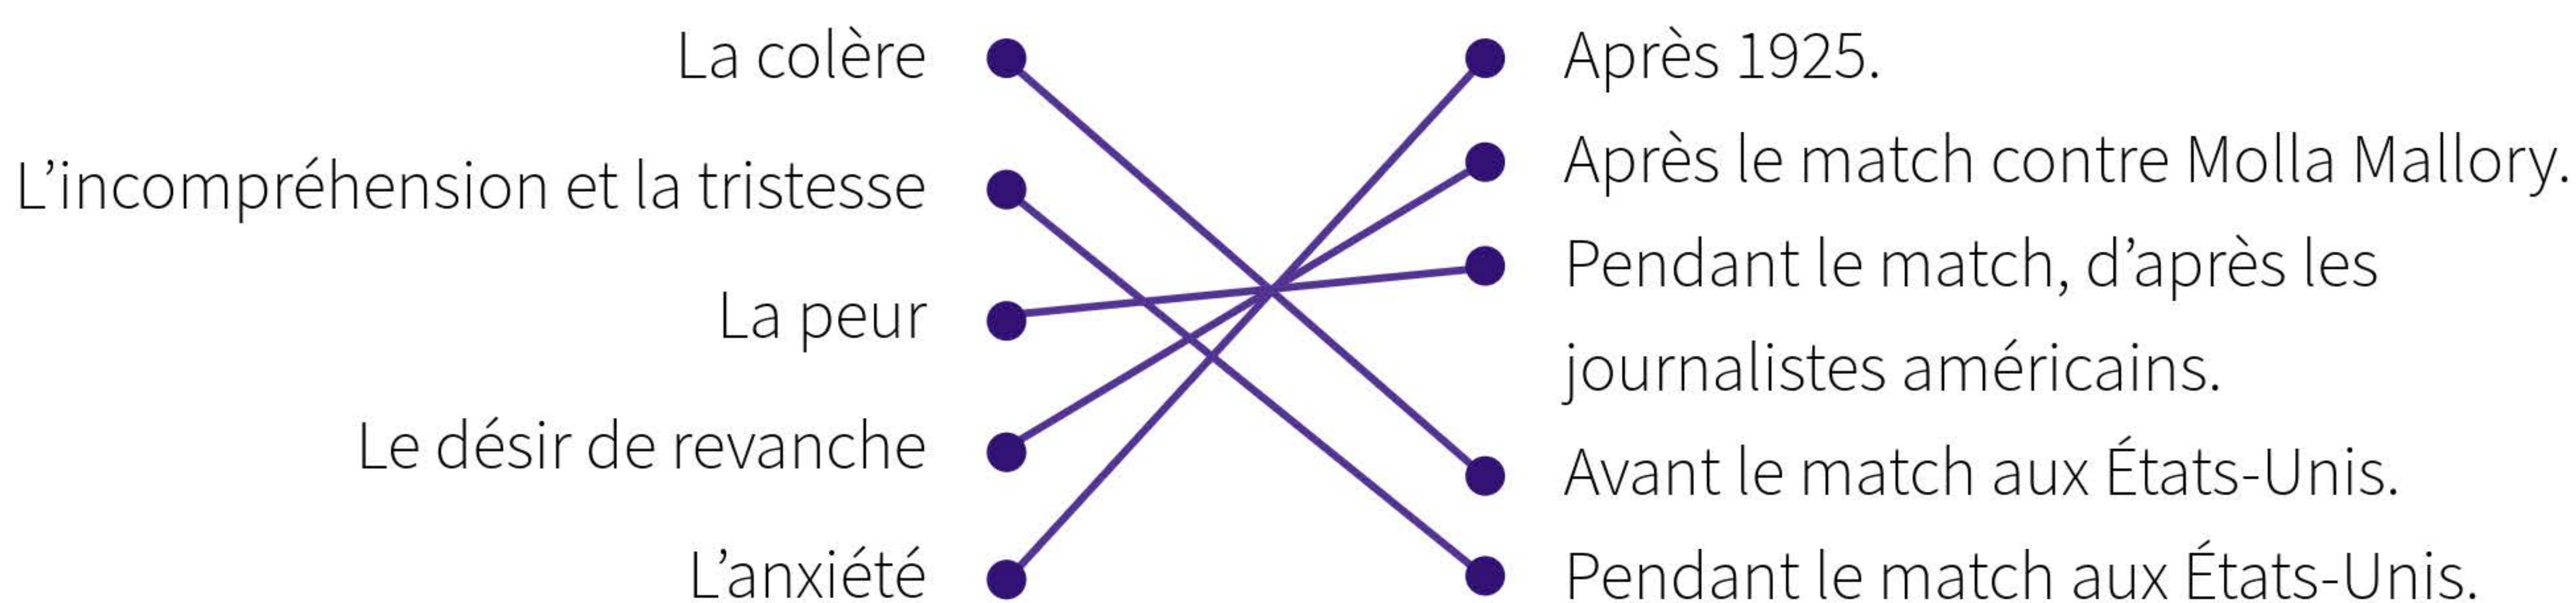 La colère
L’incompréhension et la tristesse
La peur
Le désir de revanche
L’anxiété
Après 1925.
Après le match contre Molla Mallory.
Pendant le match, d’après les
journalistes américains.
Avant le match aux États-Unis.
Pendant le match aux États-Unis.